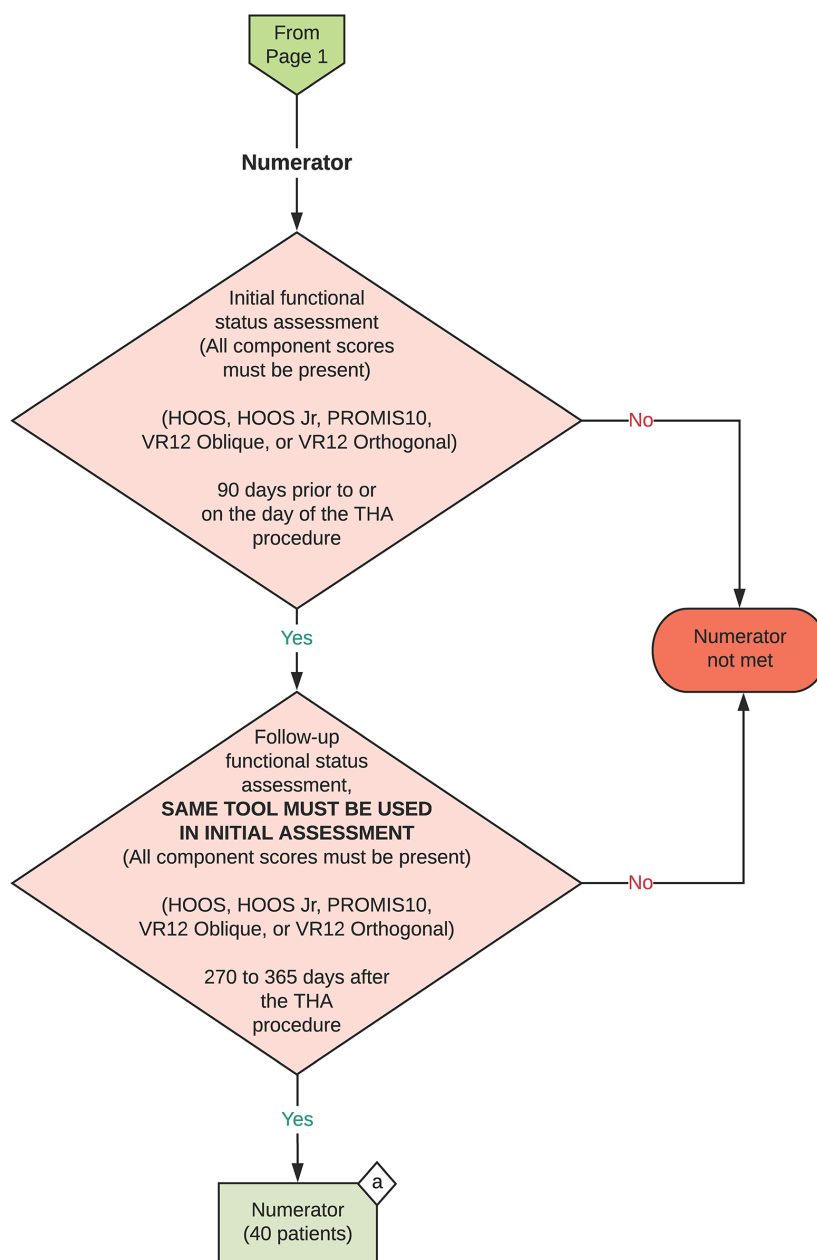 From
Page 1
Numerator
Initial functional
status assessment
(All component scores
must be present)
(HOOS, HOOS Jr, PROMIS10,
VR12 Oblique, or VR12 Orthogonal)
90 days prior to or
on the day of the THA
procedure
No
Yes
Numerator
not met
Follow-up
functional status
assessment,
SAME TOOL MUST BE USED
IN INITIAL ASSESSMENT
(All component scores must be present)
(HOOS, HOOS Jr, PROMIS10,
VR12 Oblique, or VR12 Orthogonal)
270 to 365 days after
the THA
procedure
No
Yes
a
Numerator
(40 patients)